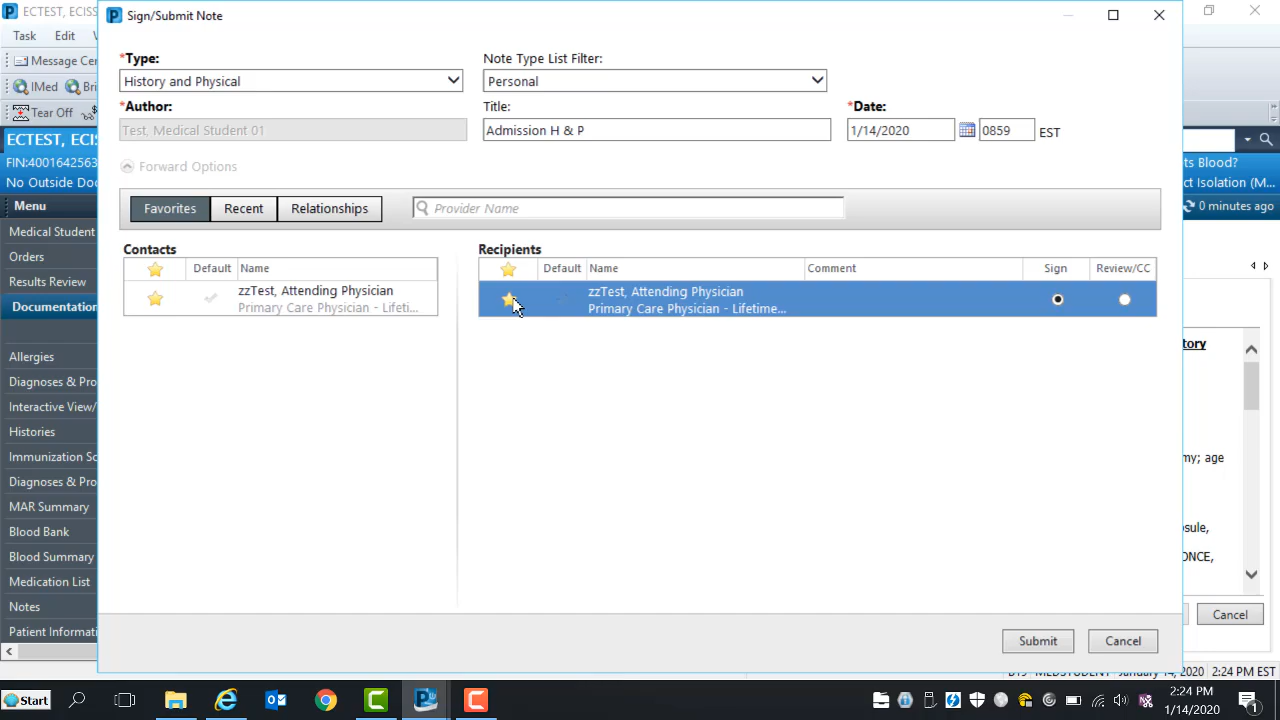 ECTEST, ECISS
Sign/Submit Note
Task Edit
Message Cen
IMed Bri
Tear Off
ECTEST, ECIS
FIN:4001642563
No Outside Doc
Menu
Medical Student
Orders
Results Review
Documentation
Allergies
Diagnoses & Pro
Interactive View/
Histories
Immunization Sc
Diagnoses & Pro
MAR Summary
Blood Bank
Blood Summary
Medication List
Notes
Patient Informati
*Type:
Note Type List Filter:
History and Physical
Personal
*Author:
Title:
*Date:
Test, Medical Student 01
Admission H & P
1/14/2020
0859
EST
Forward Options
Favorites
Recent
Relationships
Provider Name
Contacts
Default Name
zzTest, Attending Physician
Primary Care Physician - Lifeti...
Recipients
Default Name Comment Sign Review/CC
zzTest, Attending Physician
Primary Care Physician - Lifetime...
Submit
Cancel
ts Blood?
ct Isolation (M...
0 minutes ago
tory
my; age
sule,
ONCE,
Cancel
MEDSTUDENT January 14, 2020 2:24 PM EST
Start
2:24 PM
1/14/2020
1